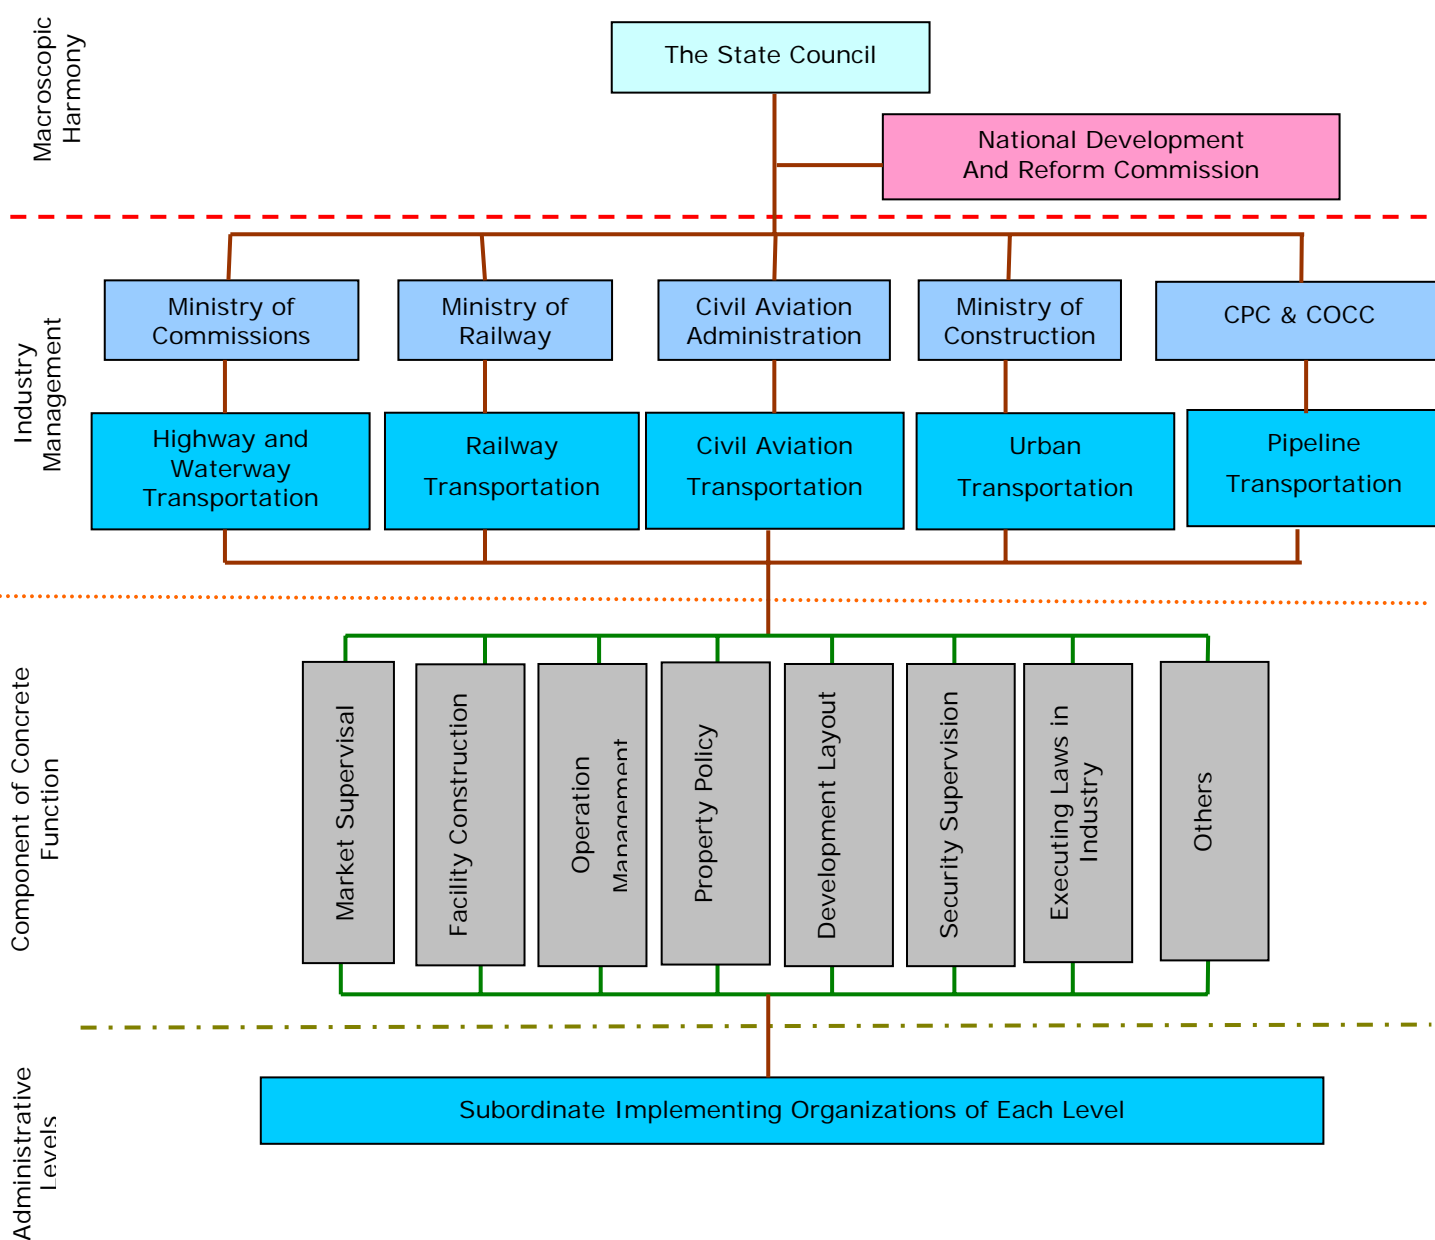 Macroscopic
Harmony
The State Council
National Development
And Reform Commission
Industry
Management
Ministry of
Commissions
Ministry of
Railway
Civil Aviation
Administration
Ministry of
Construction
CPC & COCC
Highway and
Waterway
Transportation
Railway
Transportation
Civil Aviation
Transportation
Urban
Transportation
Pipeline
Transportation
Component of Concrete
Function
Market Supervisal
Facility Construction
Operation
Management
Property Policy
Development Layout
Security Supervision
Executing Laws in
Industry
Others
Administrative
Levels
Subordinate Implementing Organizations of Each Level